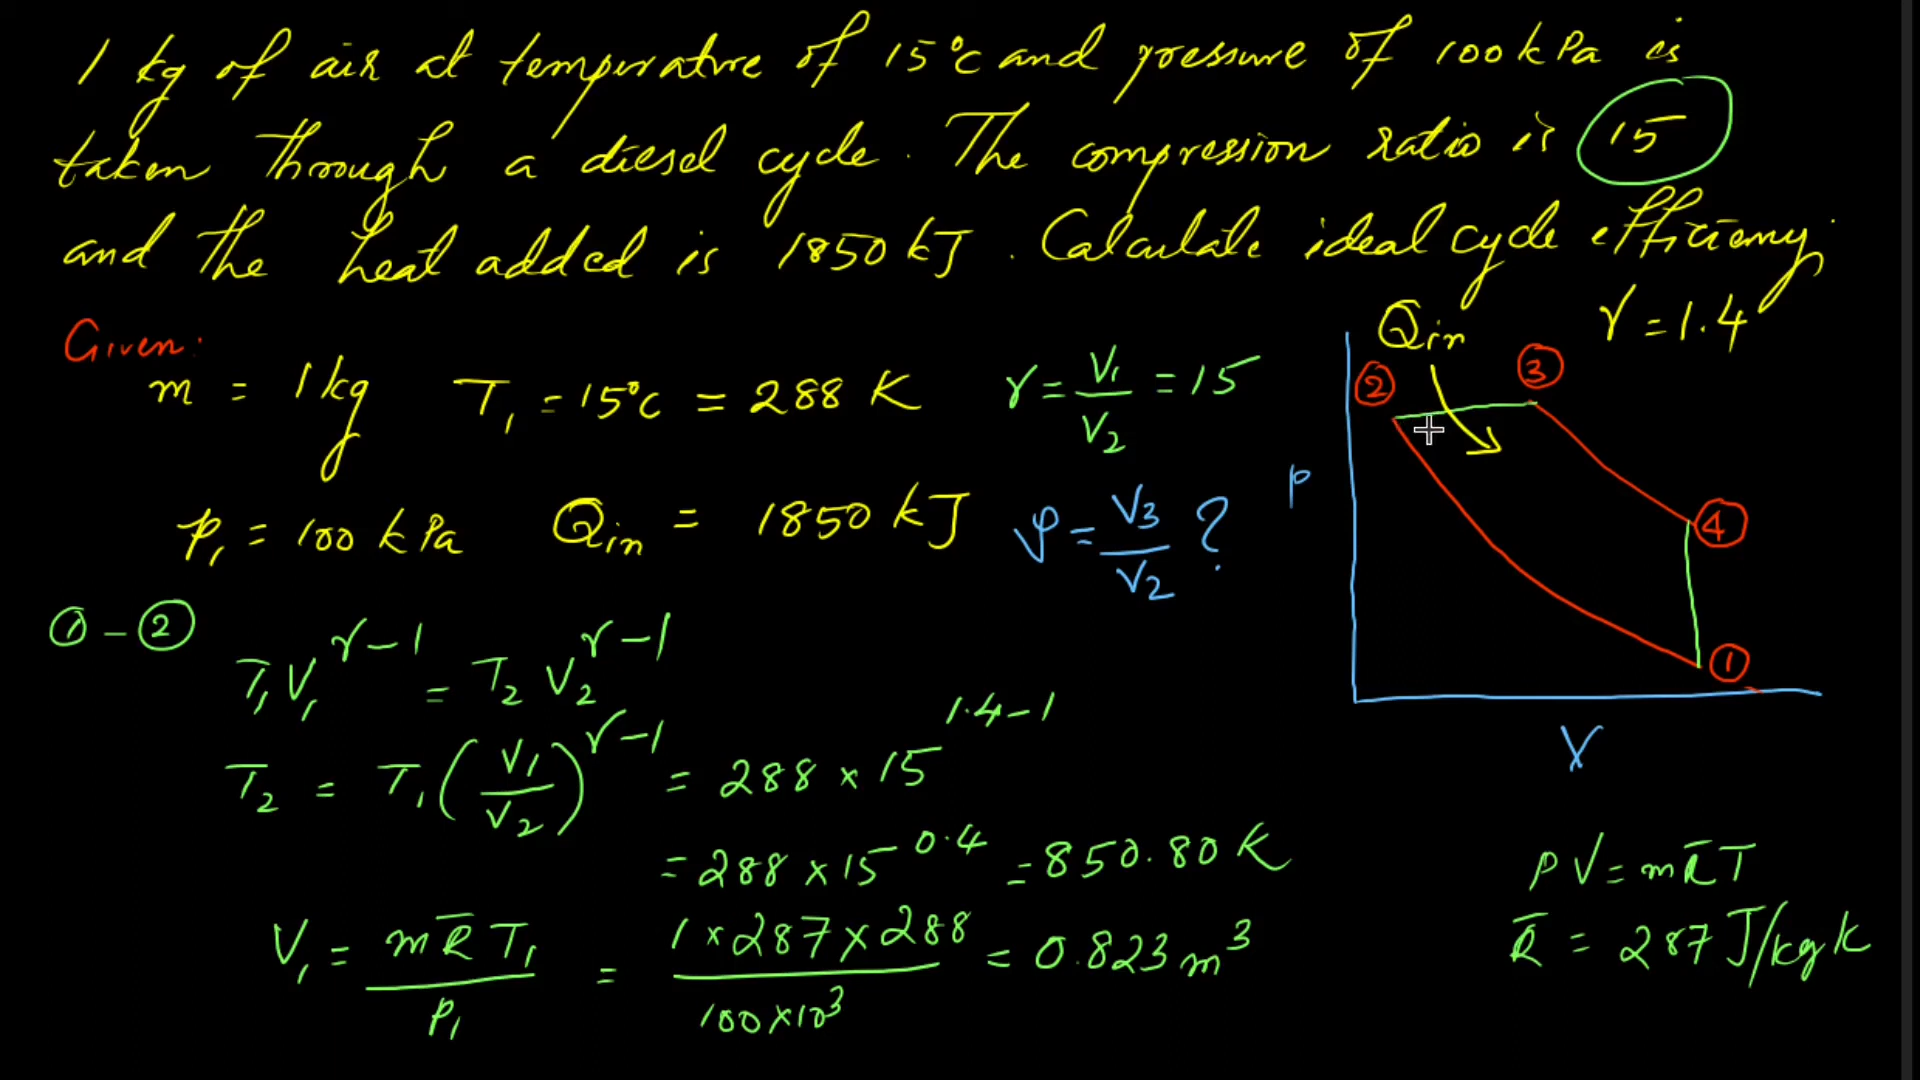 1 kg of air at temperature of 15°C and pressure of 100 kPa is
taken through a diesel cycle. The compression ratio is 15
and the heat added is 1850 kJ. Calculate ideal cycle efficiency.
Given:
m = 1 kg T₁ = 15°C = 288 K r = V₁/V₂ = 15
γ = 1.4
p₁ = 100 kPa Qin = 1850 kJ φ = V₃/V₂ ?
① - ②
T₁V₁^(γ-1) = T₂V₂^(γ-1)
T₂ = T₁(V₁/V₂)^(γ-1) = 288 × 15^(1.4-1)
= 288 × 15^0.4 = 850.80 K
V₁ = mR̄T₁/p₁ = (1 × 287 × 288)/(100×10³) = 0.823 m³
Qin
② ③
④
①
p
V
PV = mR̄T
R̄ = 287 J/kg K